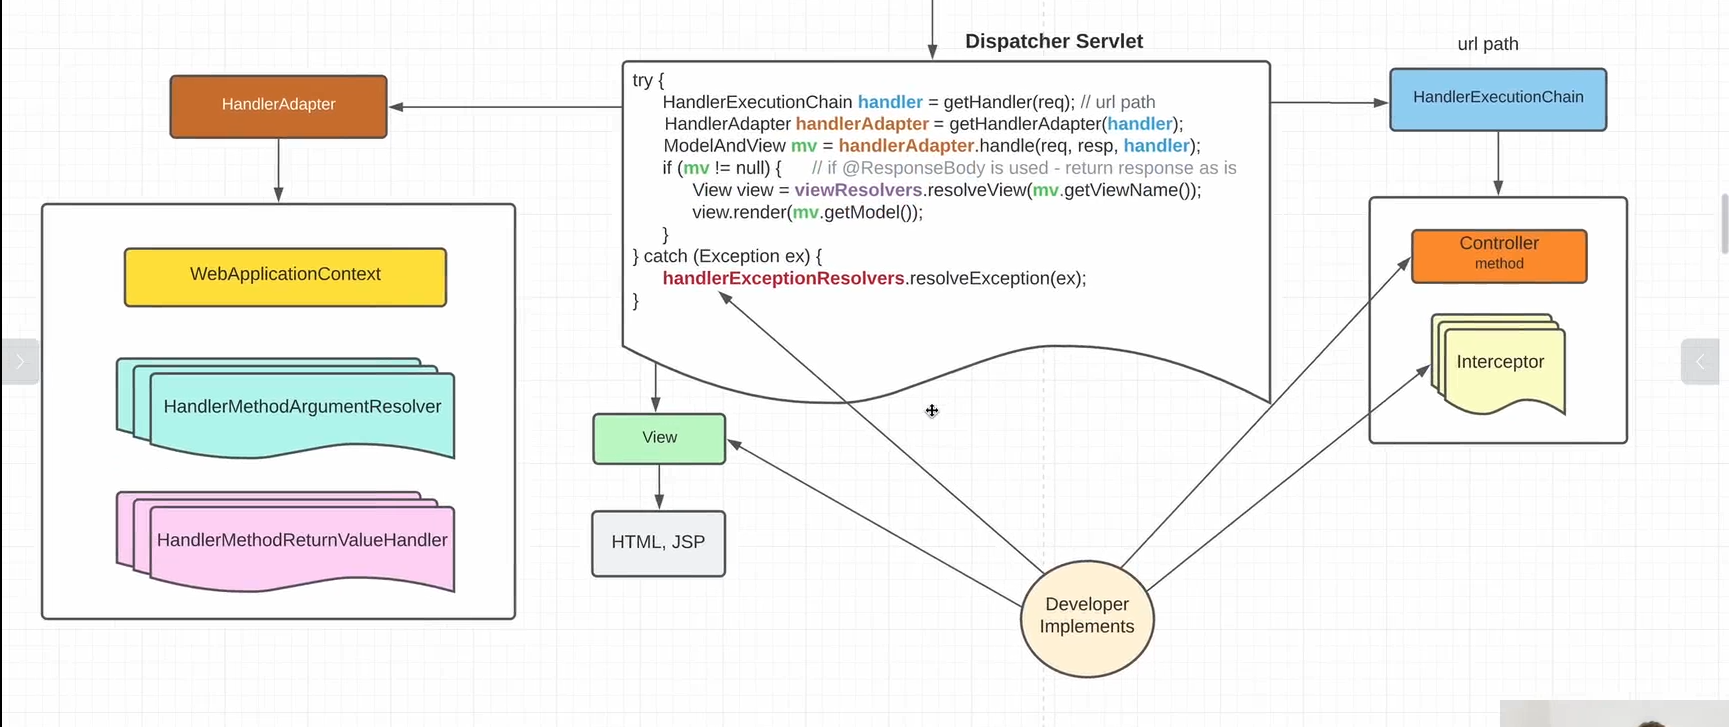 Dispatcher Servlet
url path
HandlerAdapter
try {
HandlerExecutionChain handler = getHandler(req); // url path
HandlerAdapter handlerAdapter = getHandlerAdapter(handler);
ModelAndView mv = handlerAdapter.handle(req, resp, handler);
if (mv != null) { // if @ResponseBody is used - return response as is
View view = viewResolvers.resolveView(mv.getViewName());
view.render(mv.getModel());
}
} catch (Exception ex) {
handlerExceptionResolvers.resolveException(ex);
}
HandlerExecutionChain
WebApplicationContext
HandlerMethodArgumentResolver
HandlerMethodReturnValueHandler
View
HTML, JSP
Controller
method
Interceptor
Developer
Implements